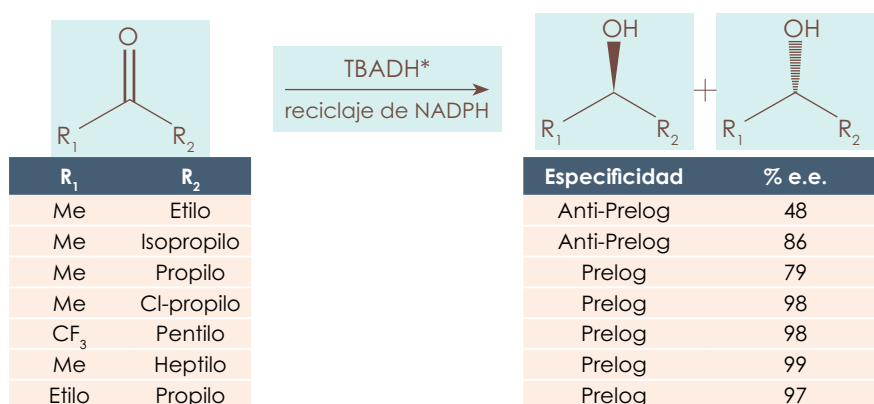 O
R1 R2
TBADH*
reciclaje de NADPH
OH
R1 R2
+
OH
R1 R2
R1 R2
Me Etilo
Me Isopropilo
Me Propilo
Me Cl-propilo
CF3 Pentilo
Me Heptilo
Etilo Propilo
Especificidad % e.e.
Anti-Prelog 48
Anti-Prelog 86
Prelog 79
Prelog 98
Prelog 98
Prelog 99
Prelog 97